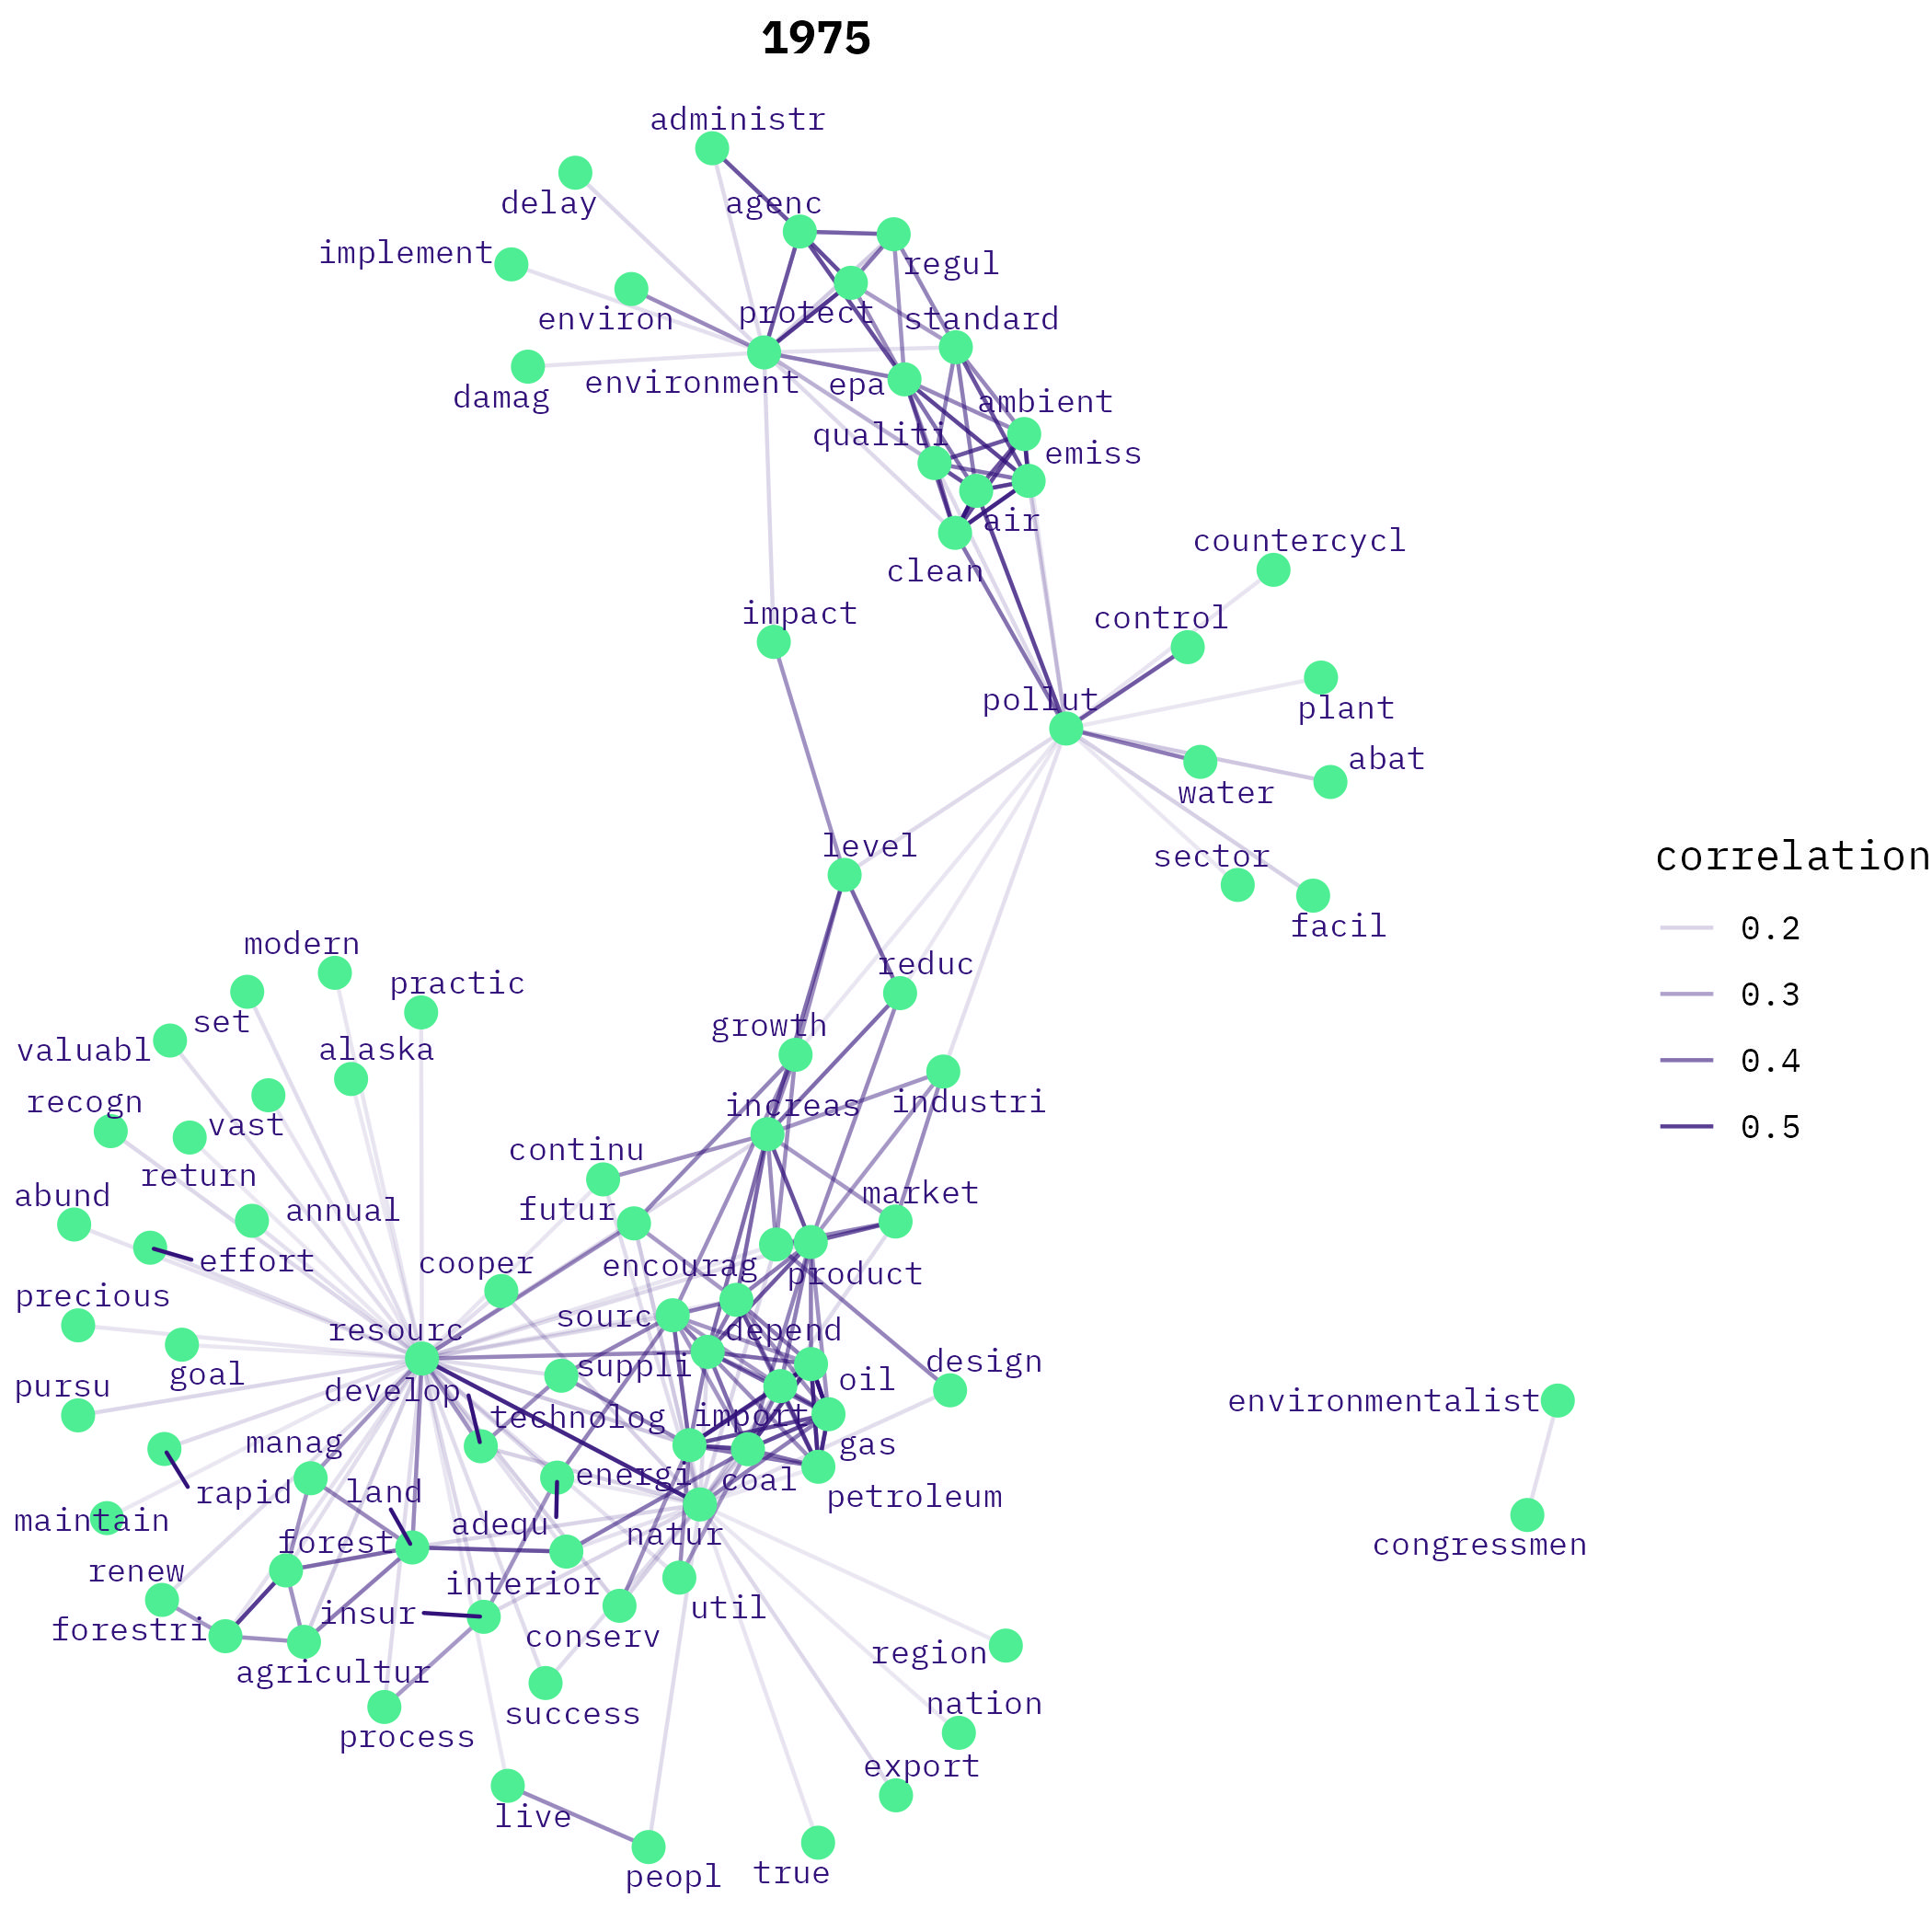 1975
administr
delay
agenc
implement
regul
environ
protect
standard
environment
epa
damag
ambient
qualiti
emiss
air
countercycl
clean
impact
control
pollut
plant
abat
water
level
correlation
sector
0.2
facil
modern
reduc
practic
0.3
set
growth
valuabl
alaska
0.4
recogn
increas
industri
vast
0.5
continu
return
abund
annual
futur
market
effort
cooper
encourag
product
precious
sourc
resourc
depend
goal
suppli
design
oil
pursu
develop
environmentalist
technolog
import
manag
gas
energi
coal
rapid
land
petroleum
maintain
adequ
natur
forest
congressmen
renew
interior
insur
util
forestri
conserv
region
agricultur
nation
success
process
export
live
peopl
true